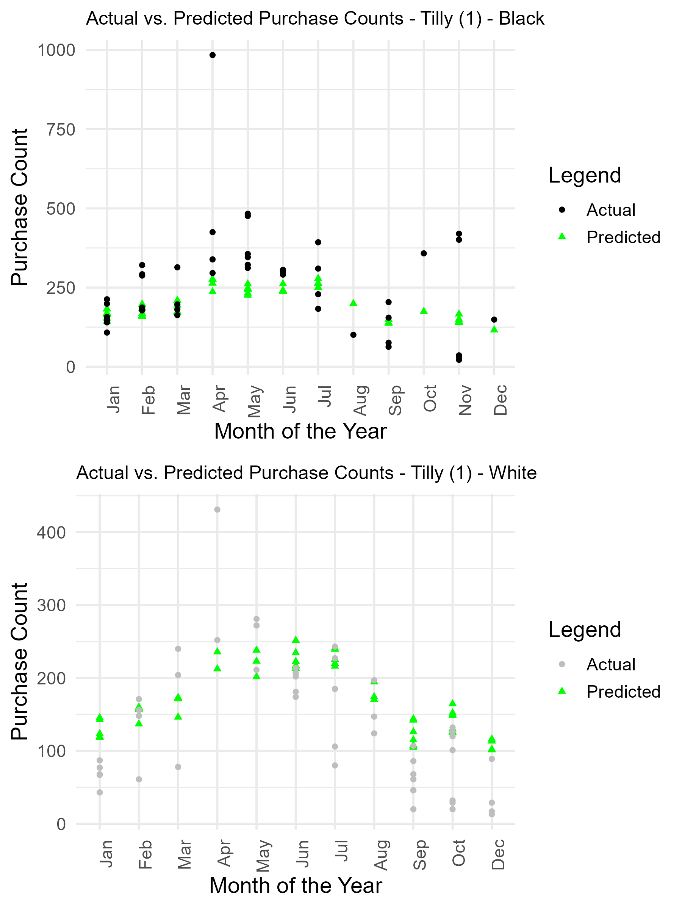 Actual vs. Predicted Purchase Counts - Tilly (1) - Black
1000
750
500
250
0
Purchase Count
Jan Feb Mar Apr May Jun Jul Aug Sep Oct Nov Dec
Month of the Year
Legend
Actual
Predicted
Actual vs. Predicted Purchase Counts - Tilly (1) - White
400
300
200
100
0
Purchase Count
Jan Feb Mar Apr May Jun Jul Aug Sep Oct Dec
Month of the Year
Legend
Actual
Predicted